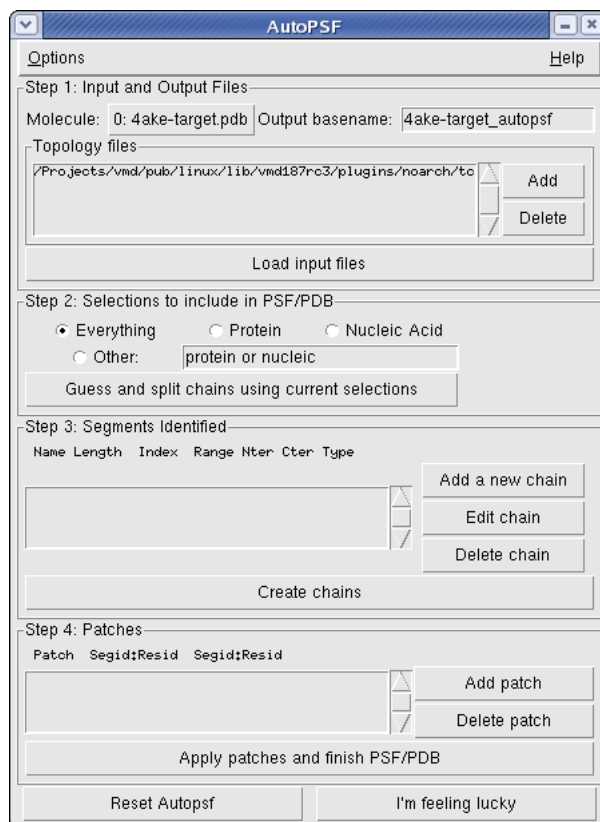 AutoPSF
Options Help
Step 1: Input and Output Files
Molecule: 0: 4ake-target.pdb Output basename: 4ake-target_autopsf
Topology files
/Projects/vmd/pub/linux/lib/vmd187rc3/plugins/noarch/tc
Add
Delete
Load input files
Step 2: Selections to include in PSF/PDB
Everything Protein Nucleic Acid
Other: protein or nucleic
Guess and split chains using current selections
Step 3: Segments Identified
Name Length Index Range Nter Cter Type
Add a new chain
Edit chain
Delete chain
Create chains
Step 4: Patches
Patch Segid:Resid Segid:Resid
Add patch
Delete patch
Apply patches and finish PSF/PDB
Reset Autopsf I'm feeling lucky